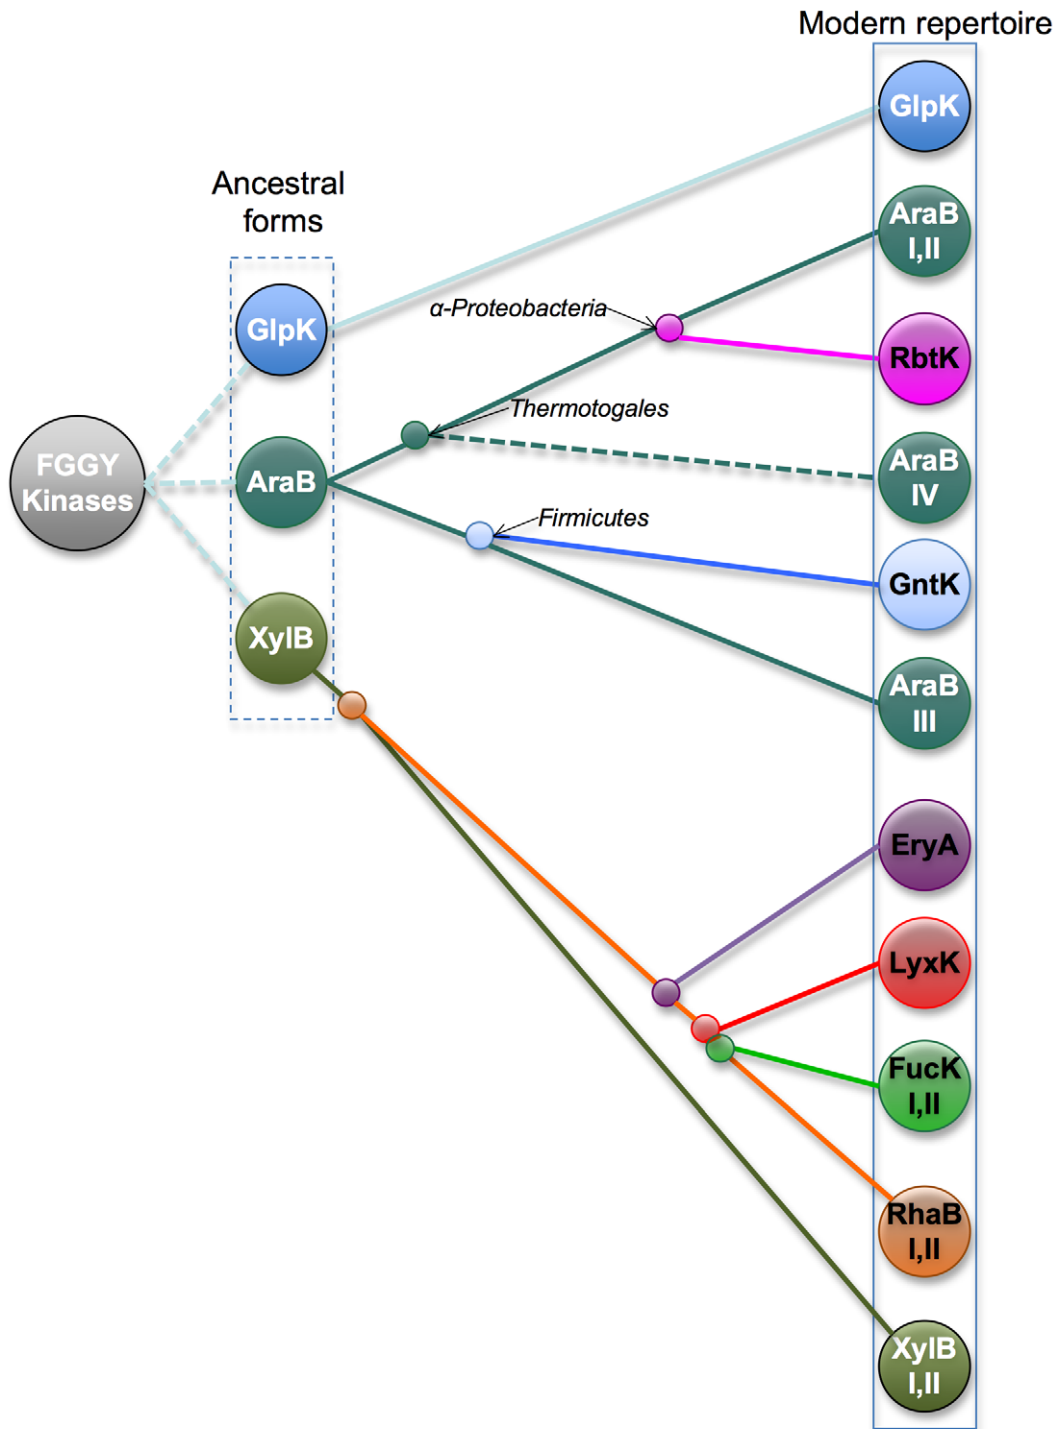 Modern repertoire
GlpK
Ancestral
forms
AraB
I,II
α-Proteobacteria
GlpK
RbtK
Thermotogales
FGGY
Kinases
AraB
AraB
IV
Firmicutes
GntK
XylB
AraB
III
EryA
LyxK
FucK
I,II
RhaB
I,II
XylB
I,II